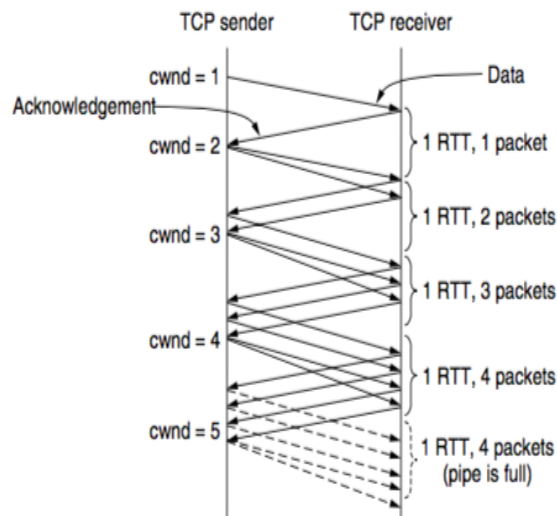 TCP sender
TCP receiver
cwnd = 1
Data
Acknowledgement
cwnd = 2
1 RTT, 1 packet
1 RTT, 2 packets
cwnd = 3
1 RTT, 3 packets
cwnd = 4
1 RTT, 4 packets
cwnd = 5
1 RTT, 4 packets
(pipe is full)